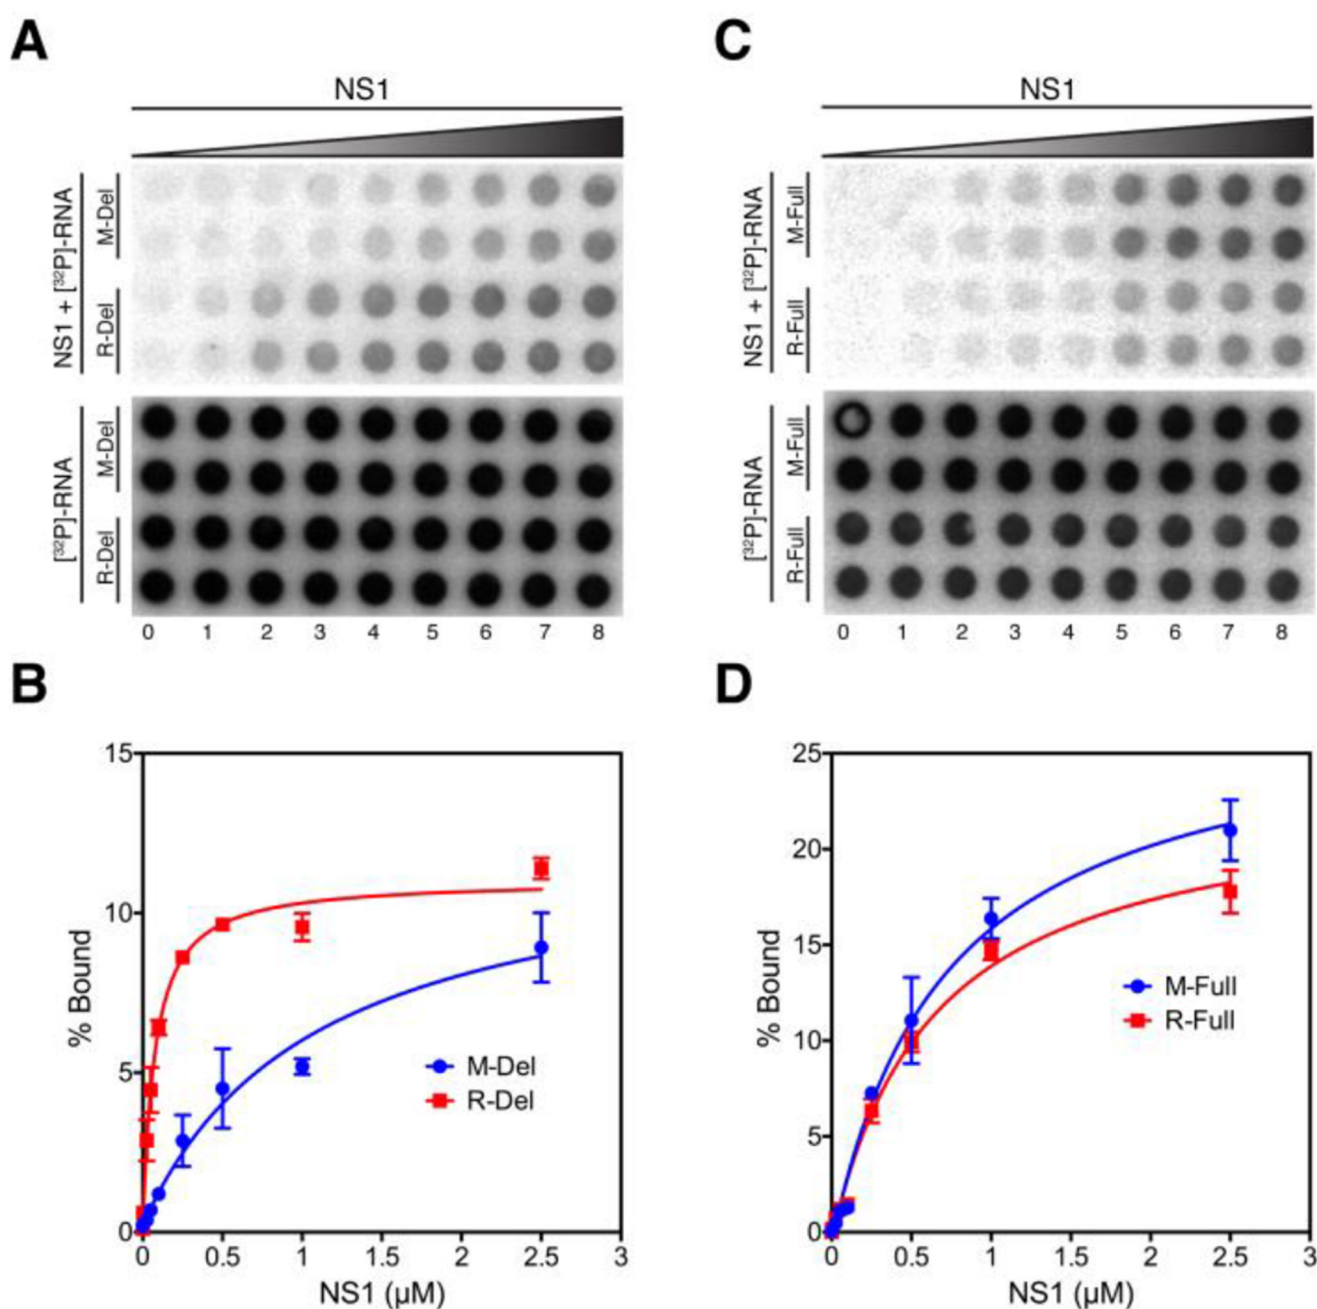 A
NS1
NS1 + [³²P]-RNA
M-Del
R-Del
[³²P]-RNA
M-Del
R-Del
0 1 2 3 4 5 6 7 8
C
NS1
NS1 + [³²P]-RNA
M-Full
R-Full
[³²P]-RNA
M-Full
R-Full
0 1 2 3 4 5 6 7 8
B
15
10
5
0
% Bound
M-Del
R-Del
0 0.5 1 1.5 2 2.5 3
NS1 (µM)
D
25
20
15
10
5
0
% Bound
M-Full
R-Full
0 0.5 1 1.5 2 2.5 3
NS1 (µM)